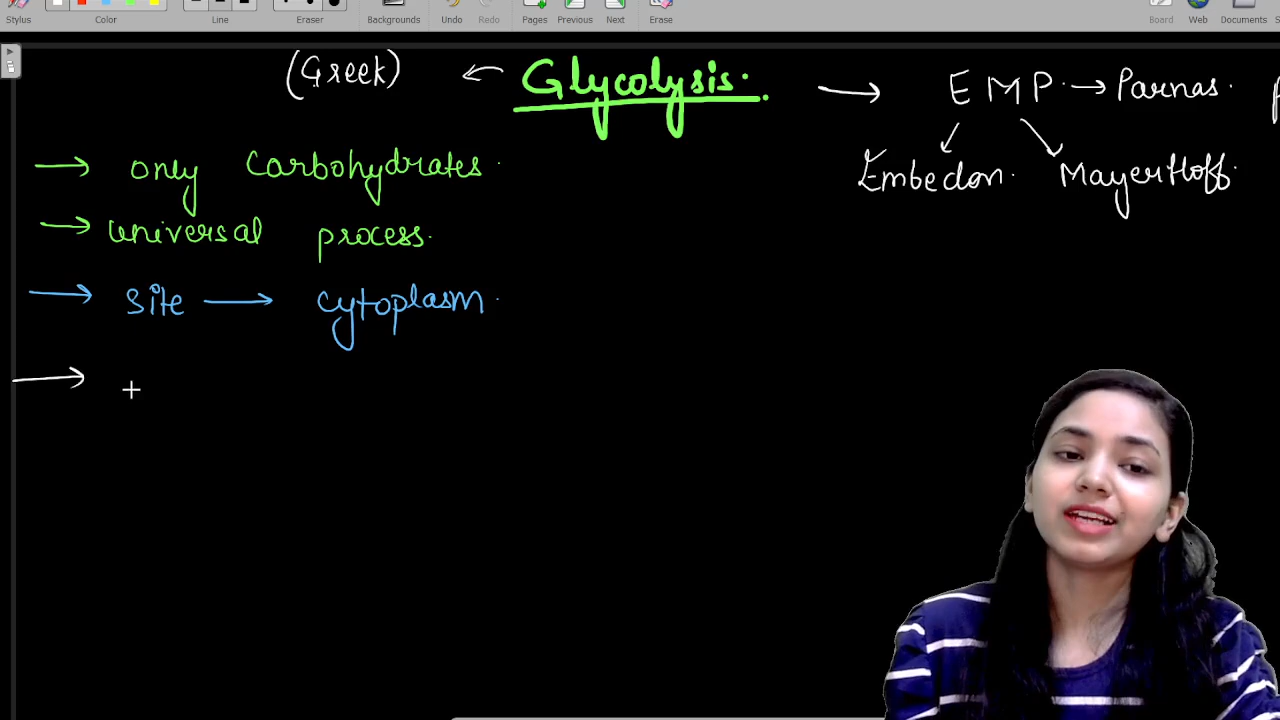 Stylus Color Line Eraser Backgrounds Undo Redo Pages Previous Next Erase Board Web Documents
(Greek) ← Glycolysis. → E M P → Parnas.
Embedon. Mayerhoff.
→ only Carbohydrates.
→ universal process.
→ site → cytoplasm.
→